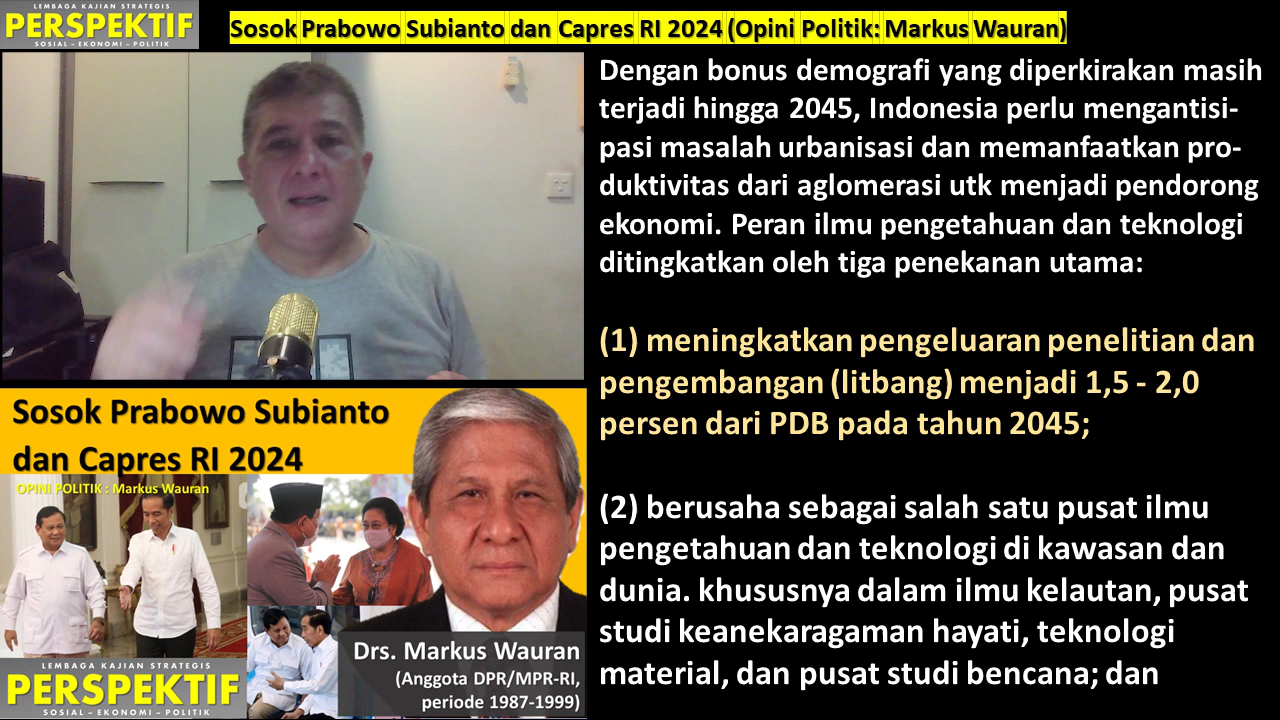 LEMBAGA KAJIAN STRATEGIS
PERSPEKTIF
SOSIAL – EKONOMI – POLITIK
Sosok Prabowo Subianto dan Capres RI 2024 (Opini Politik: Markus Wauran)
Dengan bonus demografi yang diperkirakan masih
terjadi hingga 2045, Indonesia perlu mengantisi-
pasi masalah urbanisasi dan memanfaatkan pro-
duktivitas dari aglomerasi utk menjadi pendorong
ekonomi. Peran ilmu pengetahuan dan teknologi
ditingkatkan oleh tiga penekanan utama:
(1) meningkatkan pengeluaran penelitian dan
pengembangan (litbang) menjadi 1,5 - 2,0
persen dari PDB pada tahun 2045;
(2) berusaha sebagai salah satu pusat ilmu
pengetahuan dan teknologi di kawasan dan
dunia. khususnya dalam ilmu kelautan, pusat
studi keanekaragaman hayati, teknologi
material, dan pusat studi bencana; dan
Sosok Prabowo Subianto
dan Capres RI 2024
OPINI POLITIK : Markus Wauran
Drs. Markus Wauran
(Anggota DPR/MPR-RI,
periode 1987-1999)
LEMBAGA KAJIAN STRATEGIS
PERSPEKTIF
SOSIAL – EKONOMI – POLITIK